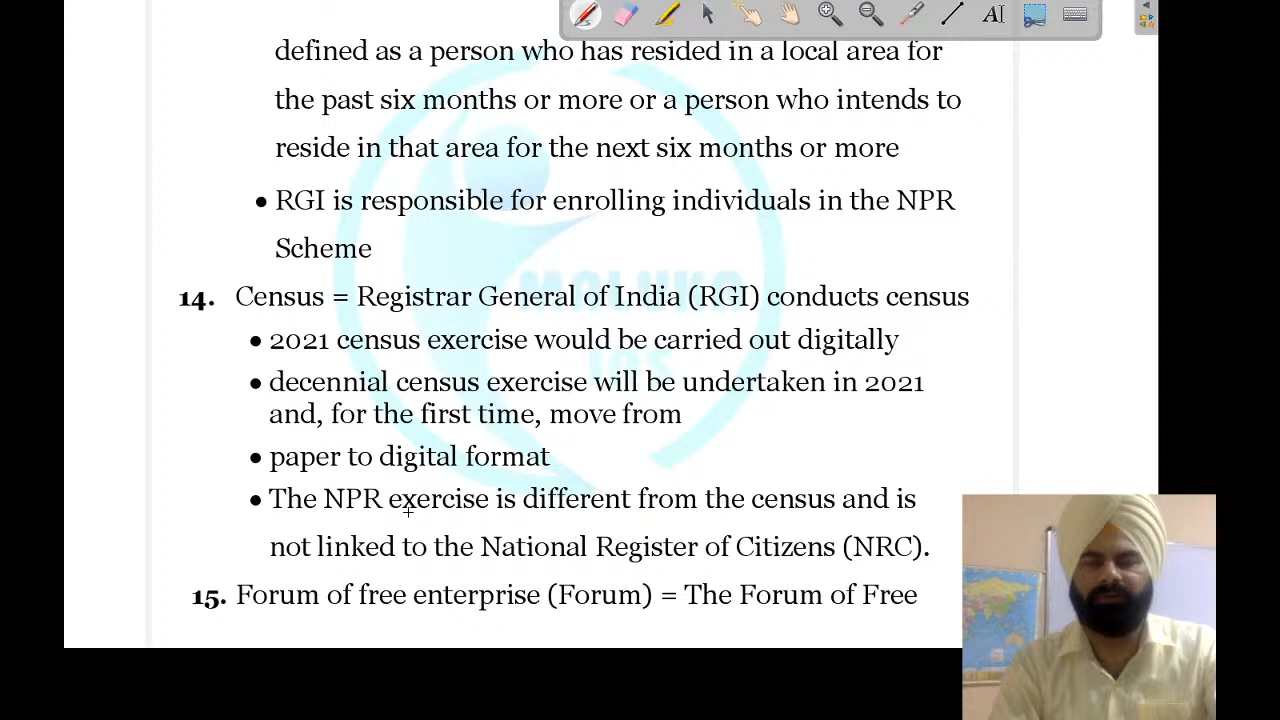 defined as a person who has resided in a local area for
the past six months or more or a person who intends to
reside in that area for the next six months or more
• RGI is responsible for enrolling individuals in the NPR
Scheme
14. Census = Registrar General of India (RGI) conducts census
• 2021 census exercise would be carried out digitally
• decennial census exercise will be undertaken in 2021
and, for the first time, move from
• paper to digital format
• The NPR exercise is different from the census and is
not linked to the National Register of Citizens (NRC).
15. Forum of free enterprise (Forum) = The Forum of Free
MALUKA
IAS
AI